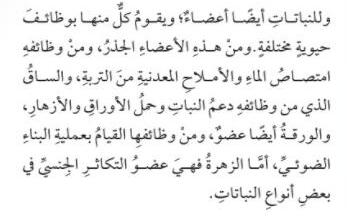 وللنباتاتِ أيضًا أعضاءٌ؛ ويقومُ كلٌّ منها بوظائفَ
حيويةٍ مختلفةٍ. ومنْ هذهِ الأعضاءِ الجذرُ، ومنْ وظائفهِ
امتصاصُ الماءِ والأملاحِ المعدنيةِ منَ التربةِ، والساقُ
الذي من وظائفِهِ دعمُ النباتِ وحملُ الأوراقِ والأزهارِ،
والورقةُ أيضًا عضوٌ، ومنْ وظائفِها القيامُ بعمليةِ البناءِ
الضوئيِّ، أمَّا الزهرةُ فهيَ عضوُ التكاثرِ الجنسيِّ في
بعضِ أنواعِ النباتاتِ.